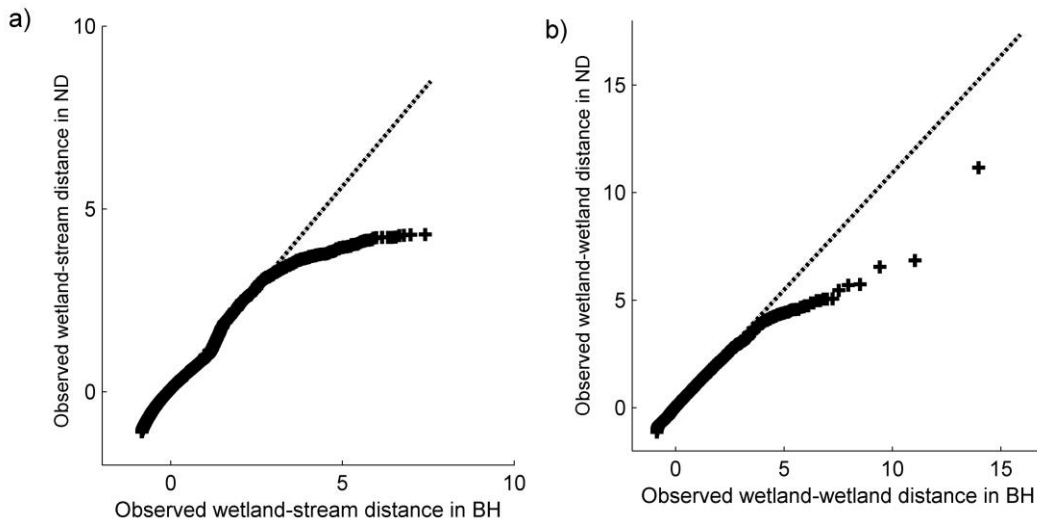 a)
Observed wetland-stream distance in ND
10
5
0
0
5
10
Observed wetland-stream distance in BH
b)
Observed wetland-wetland distance in ND
15
10
5
0
0
5
10
15
Observed wetland-wetland distance in BH